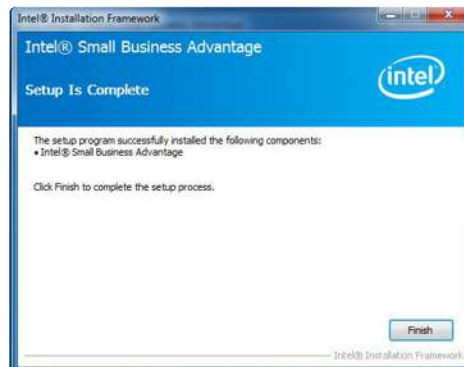 Intel® Installation Framework
Intel® Small Business Advantage
intel
Setup Is Complete
The setup program successfully installed the following components:
• Intel® Small Business Advantage
Click Finish to complete the setup process.
Finish
Intel® Installation Framework